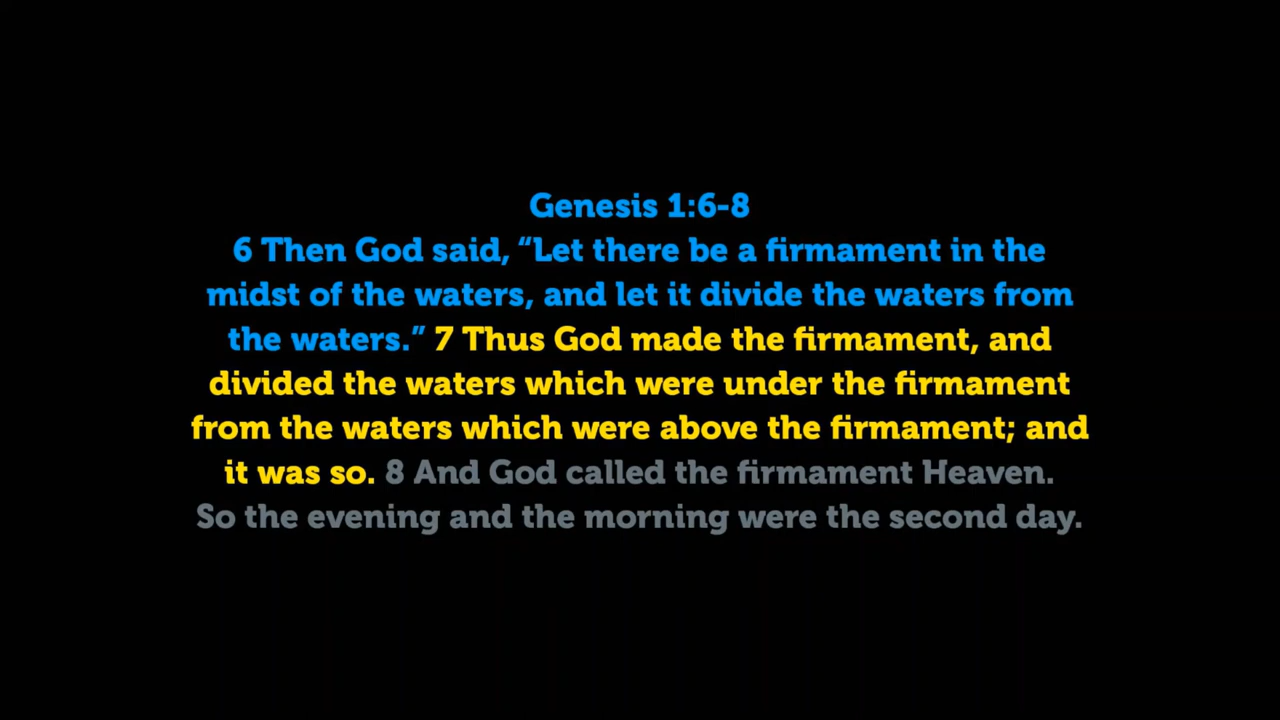 Genesis 1:6-8
6 Then God said, “Let there be a firmament in the
midst of the waters, and let it divide the waters from
the waters.” 7 Thus God made the firmament, and
divided the waters which were under the firmament
from the waters which were above the firmament; and
it was so. 8 And God called the firmament Heaven.
So the evening and the morning were the second day.